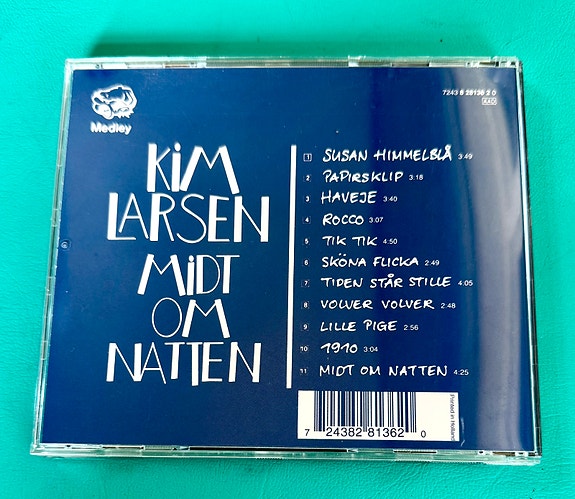 Medley
7243 8 28136 2 0
AAD
KiM
LARSEN
MiDT
OM
NATTEN
1 SUSAN HIMMELBLÅ 3:49
2 PAPIRSKLIP 3:18
3 HAVEJE 3:40
4 ROCCO 3:07
5 TIK TIK 4:50
6 SKÖNA FLICKA 2:49
7 TIDEN STÅR STILLE 4:05
8 VOLVER VOLVER 2:48
9 LILLE PIGE 2:56
10 1910 3:04
11 MIDT OM NATTEN 4:25
7 24382 81362 0
Printed in Holland